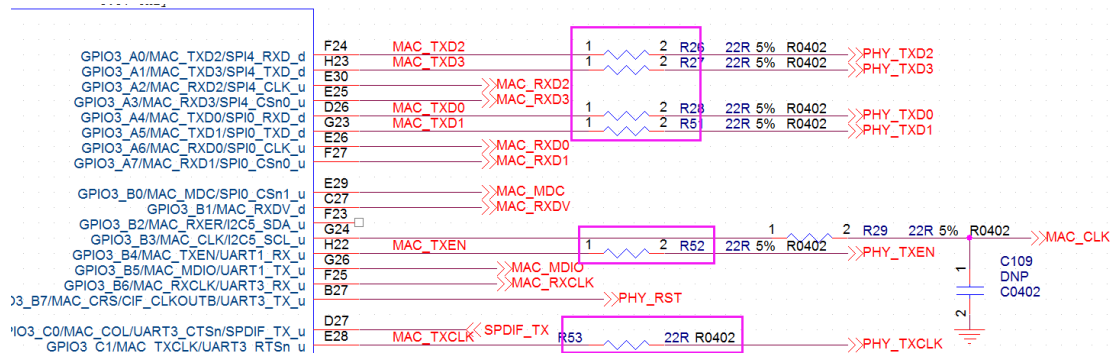 F24 MAC_TXD2 1 2 R26 22R 5% R0402 PHY_TXD2
GPIO3_A0/MAC_TXD2/SPI4_RXD_d
H23 MAC_TXD3 R27 22R 5% R0402 PHY_TXD3
GPIO3_A1/MAC_TXD3/SPI4_TXD_d
E30 MAC_RXD2
GPIO3_A2/MAC_RXD2/SPI4_CLK_u
E25 MAC_RXD3
GPIO3_A3/MAC_RXD3/SPI4_CSn0_u
D26 MAC_TXD0 1 2 R28 22R 5% R0402 PHY_TXD0
GPIO3_A4/MAC_TXD0/SPI0_RXD_d
G23 MAC_TXD1 1 2 R51 22R 5% R0402 PHY_TXD1
GPIO3_A5/MAC_TXD1/SPI0_TXD_d
E26 MAC_RXD0
GPIO3_A6/MAC_RXD0/SPI0_CLK_u
F27 MAC_RXD1
GPIO3_A7/MAC_RXD1/SPI0_CSn0_u
E29 MAC_MDC
GPIO3_B0/MAC_MDC/SPI0_CSn1_u
C27 MAC_RXDV
GPIO3_B1/MAC_RXDV_d
F23
GPIO3_B2/MAC_RXER/I2C5_SDA_u
G24 1 2 R29 22R 5% R0402 MAC_CLK
GPIO3_B3/MAC_CLK/I2C5_SCL_u
H22 MAC_TXEN 1 2 R52 22R 5% R0402 PHY_TXEN
GPIO3_B4/MAC_TXEN/UART1_RX_u
G26 MAC_MDIO
GPIO3_B5/MAC_MDIO/UART1_TX_u
F25 MAC_RXCLK
GPIO3_B6/MAC_RXCLK/UART3_RX_u
B27 PHY_RST
O3_B7/MAC_CRS/CIF_CLKOUTB/UART3_TX_u
1
C109
DNP
C0402
2
D27 SPDIF_TX
IO3_C0/MAC_COL/UART3_CTSn/SPDIF_TX_u
E28 MAC_TXCLK R53 22R R0402 PHY_TXCLK
GPIO3_C1/MAC_TXCLK/UART3_RTSn_u